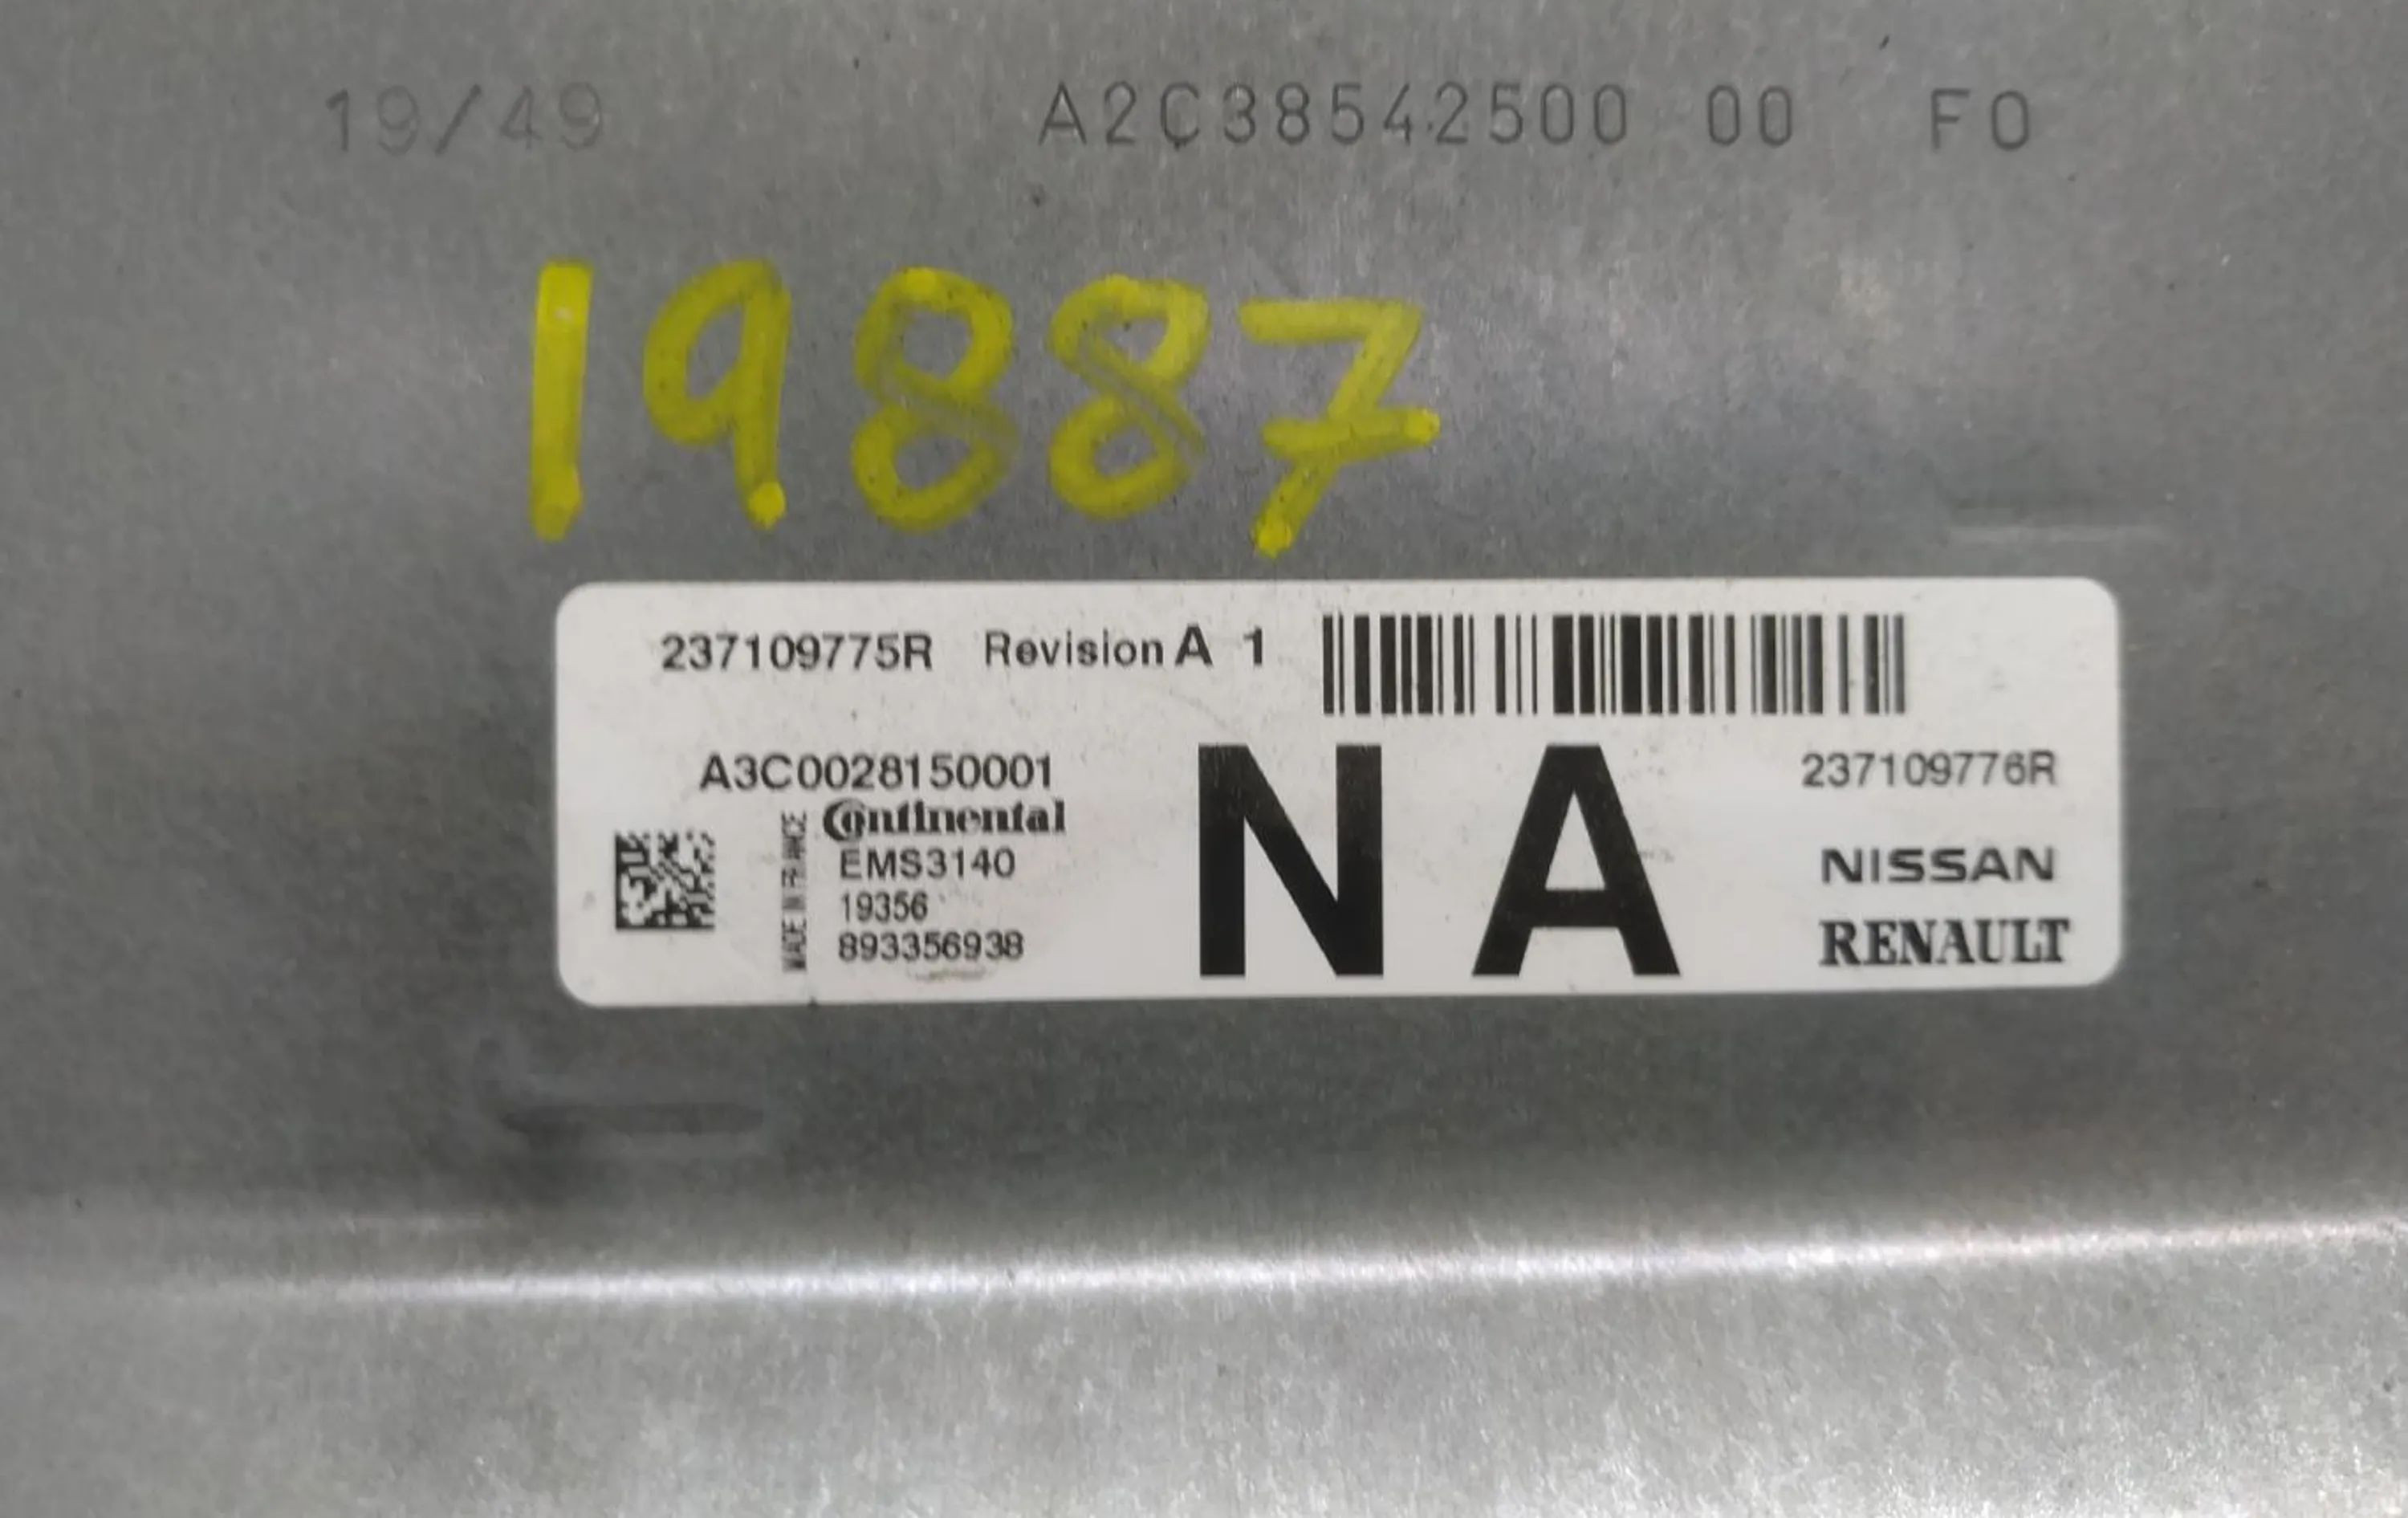 19/49 A2C38542500 00 F0
19887
237109775R Revision A 1
A3C0028150001
Continental
EMS3140
19356
893356938
MADE IN FRANCE
N A
237109776R
NISSAN
RENAULT